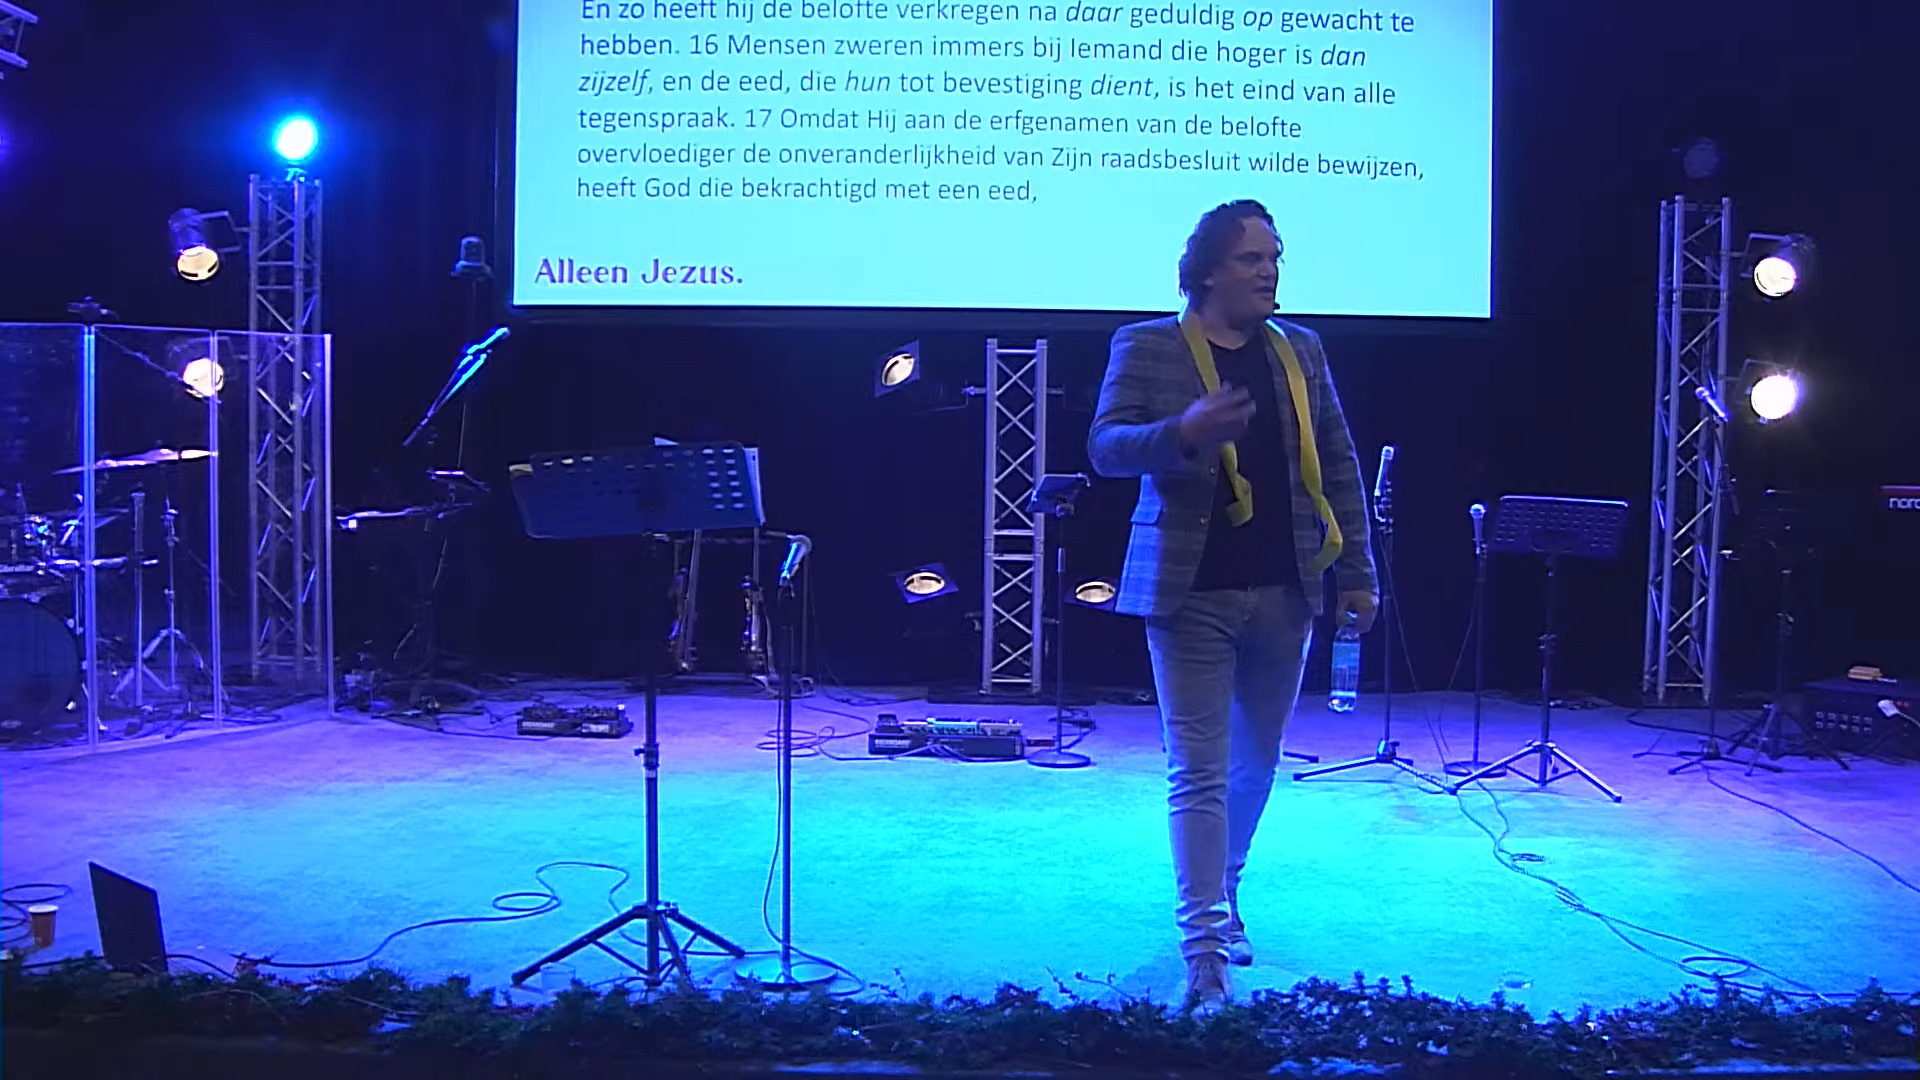 En zo heeft hij de belofte verkregen na daar geduldig op gewacht te
hebben. 16 Mensen zweren immers bij Iemand die hoger is dan
zijzelf, en de eed, die hun tot bevestiging dient, is het eind van alle
tegenspraak. 17 Omdat Hij aan de erfgenamen van de belofte
overvloediger de onveranderlijkheid van Zijn raadsbesluit wilde bewijzen,
heeft God die bekrachtigd met een eed,
Alleen Jezus.
nord